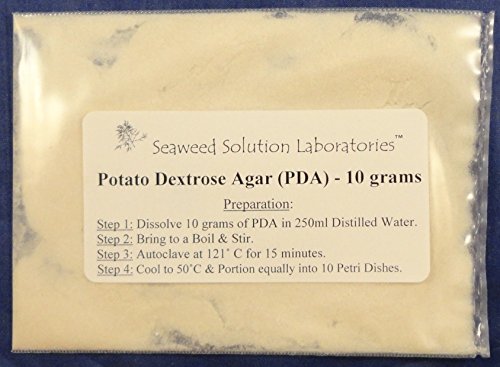 Seaweed Solution Laboratories™
Potato Dextrose Agar (PDA) - 10 grams
Preparation:
Step 1: Dissolve 10 grams of PDA in 250ml Distilled Water.
Step 2: Bring to a Boil & Stir.
Step 3: Autoclave at 121˚ C for 15 minutes.
Step 4: Cool to 50˚C & Portion equally into 10 Petri Dishes.